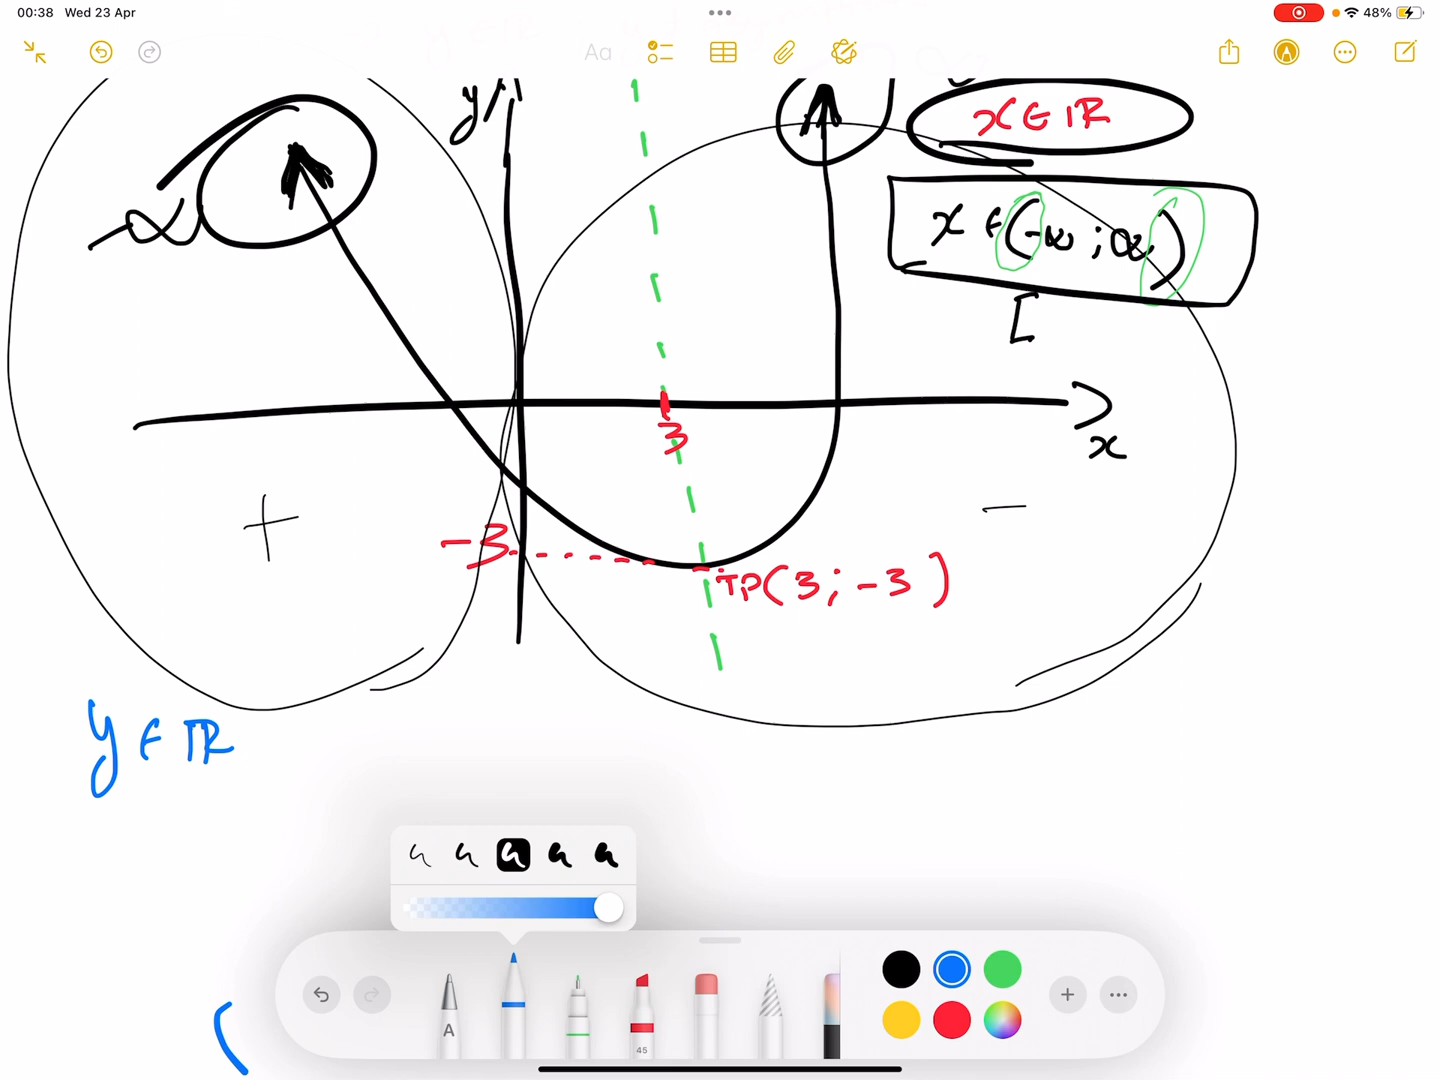 00:38 Wed 23 Apr
48%
Aa
y
x ∈ ℝ
-∞
x ∈ (-∞ ; ∞)
[
3
x
+
-
-3
TP(3 ; -3)
y ∈ ℝ
a a a a a
A
45
(